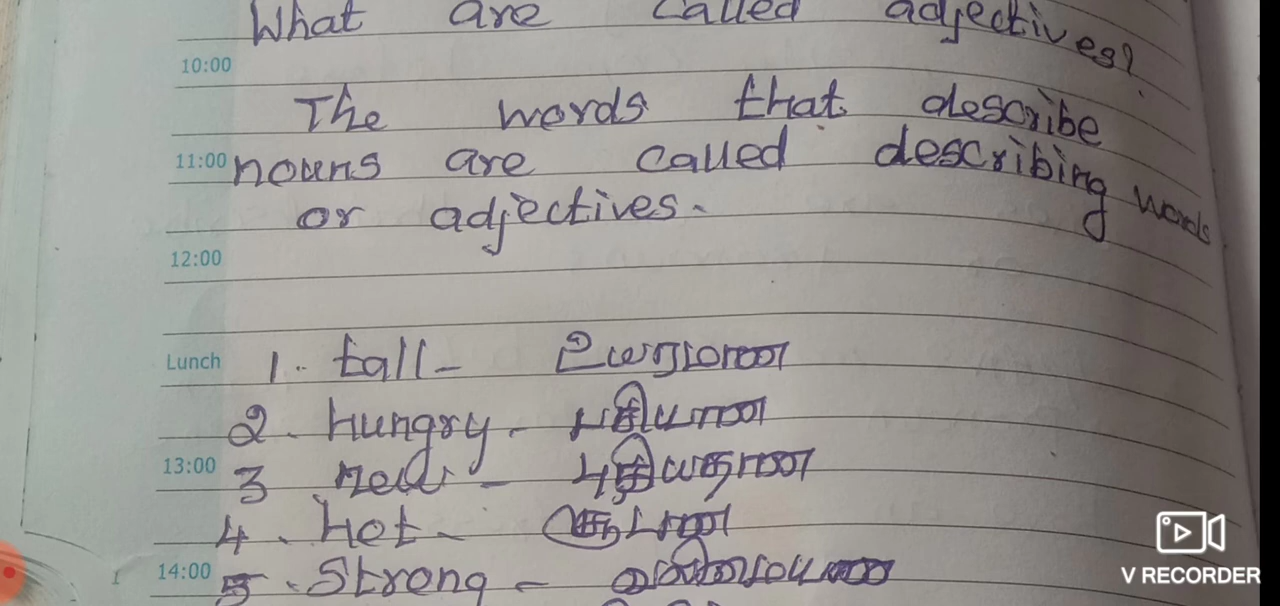 What are called adjectives?
10:00
The words that describe
11:00 nouns are called describing words
or adjectives.
12:00
Lunch 1. tall - உயரமான
2. Hungry - பசியான
13:00 3 new - புதியதான
4. Hot - சூடான
14:00 5. Strong -
V RECORDER